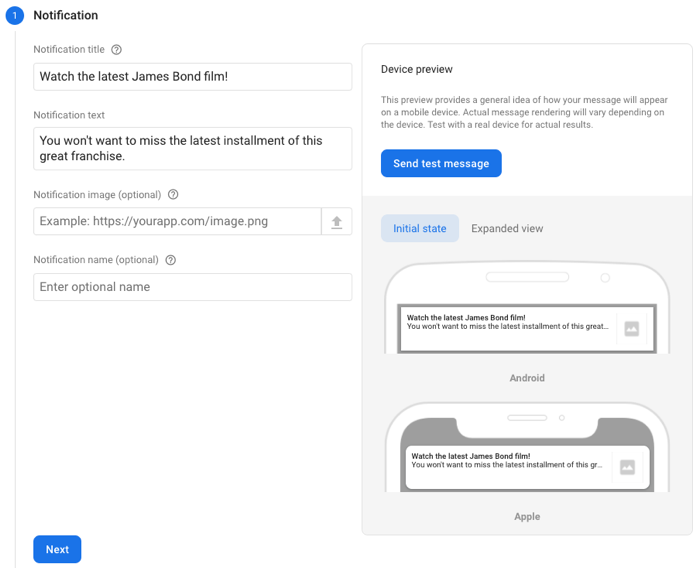 1 Notification
Notification title
Watch the latest James Bond film!
Notification text
You won't want to miss the latest installment of this
great franchise.
Notification image (optional)
Example: https://yourapp.com/image.png
Notification name (optional)
Enter optional name
Next
Device preview
This preview provides a general idea of how your message will appear
on a mobile device. Actual message rendering will vary depending on
the device. Test with a real device for actual results.
Send test message
Initial state Expanded view
Watch the latest James Bond film!
You won't want to miss the latest installment of this great...
Android
Watch the latest James Bond film!
You won't want to miss the latest installment of this gr...
Apple